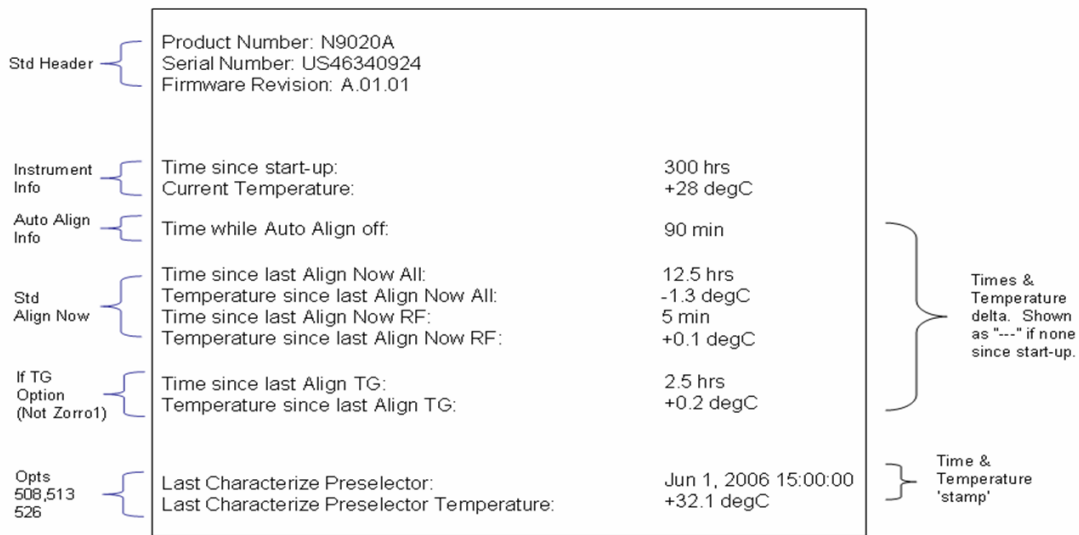 Std Header
Product Number: N9020A
Serial Number: US46340924
Firmware Revision: A.01.01
Instrument
Info
Time since start-up: 300 hrs
Current Temperature: +28 degC
Auto Align
Info
Time while Auto Align off: 90 min
Std
Align Now
Time since last Align Now All: 12.5 hrs
Temperature since last Align Now All: -1.3 degC
Time since last Align Now RF: 5 min
Temperature since last Align Now RF: +0.1 degC
If TG
Option
(Not Zorro1)
Time since last Align TG: 2.5 hrs
Temperature since last Align TG: +0.2 degC
Times &
Temperature
delta. Shown
as "---" if none
since start-up.
Opts
508,513
526
Last Characterize Preselector: Jun 1, 2006 15:00:00
Last Characterize Preselector Temperature: +32.1 degC
Time &
Temperature
'stamp'